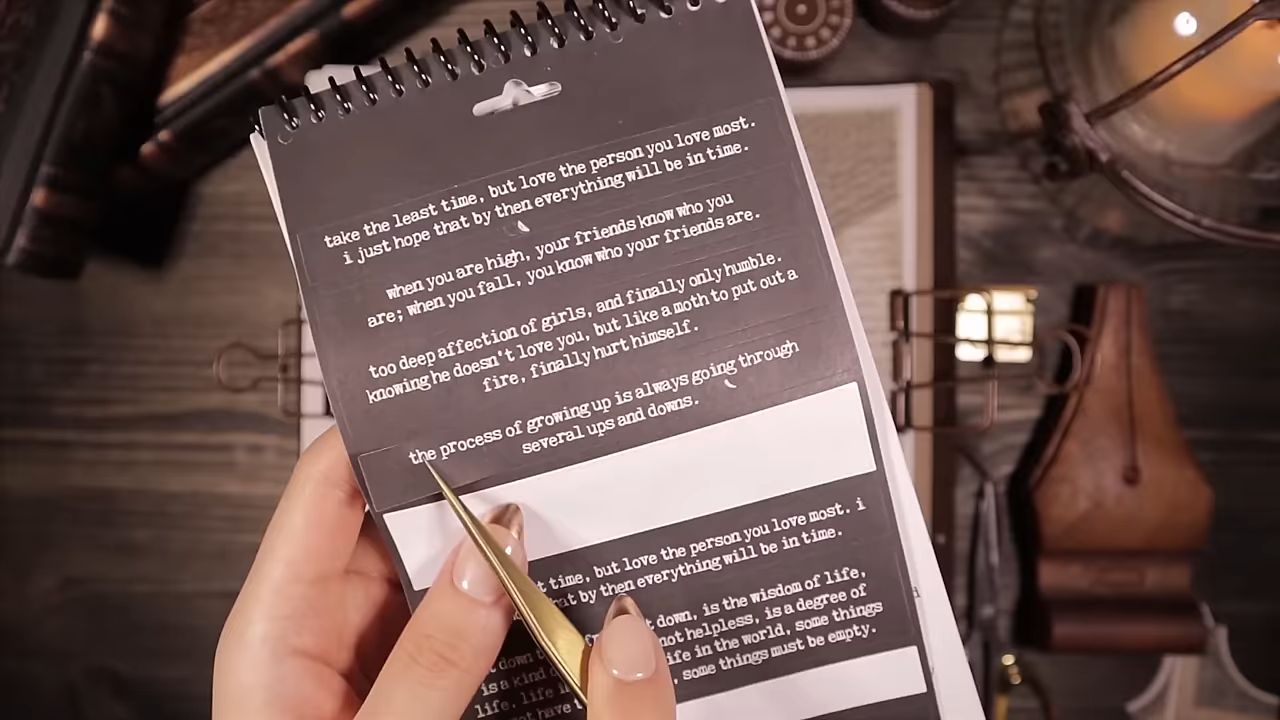 take the least time, but love the person you love most.
i just hope that by then everything will be in time.
when you are high, your friends know who you
are; when you fall, you know who your friends are.
too deep affection of girls, and finally only humble.
knowing he doesn't love you, but like a moth to put out a
fire, finally hurt himself.
the process of growing up is always going through
several ups and downs.
time, but love the person you love most. i
by then everything will be in time.
down, is the wisdom of life,
not helpless, is a degree of
life in the world, some things
, some things must be empty.
down
is a kind
life. life
have